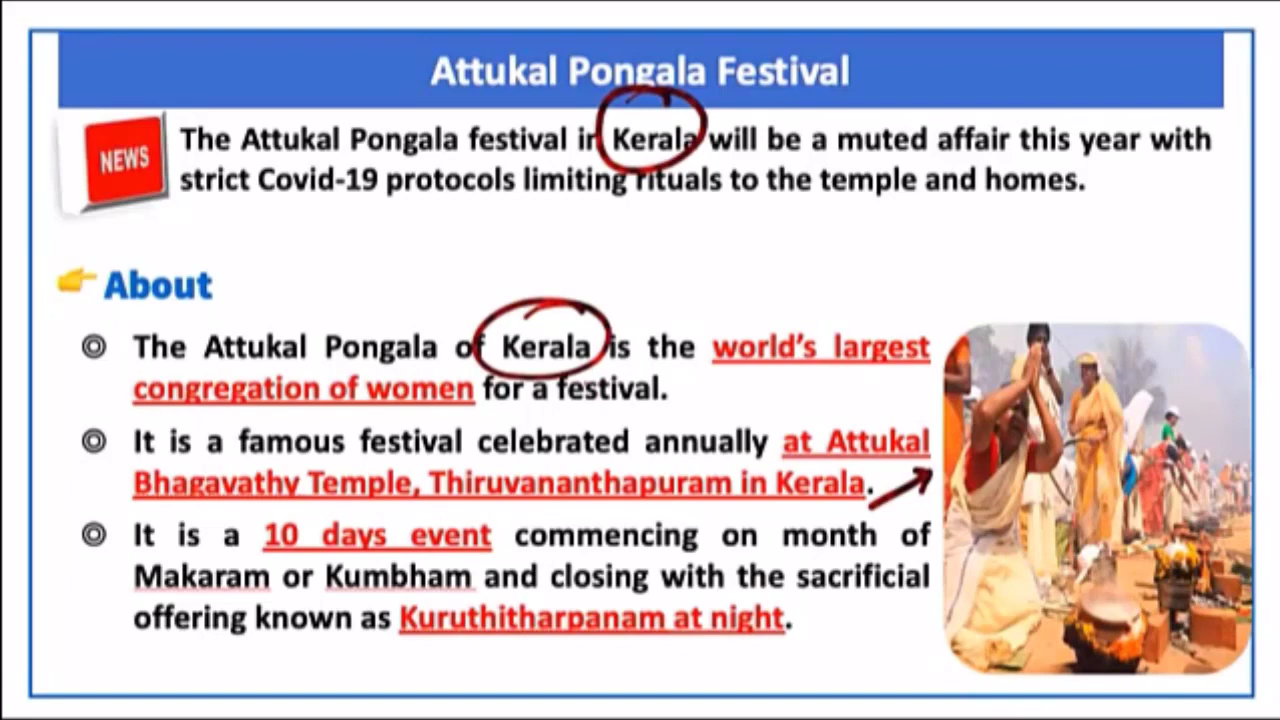 Attukal Pongala Festival
NEWS
The Attukal Pongala festival in Kerala will be a muted affair this year with
strict Covid-19 protocols limiting rituals to the temple and homes.
About
The Attukal Pongala of Kerala is the world's largest
congregation of women for a festival.
It is a famous festival celebrated annually at Attukal
Bhagavathy Temple, Thiruvananthapuram in Kerala.
It is a 10 days event commencing on month of
Makaram or Kumbham and closing with the sacrificial
offering known as Kuruthitharpanam at night.